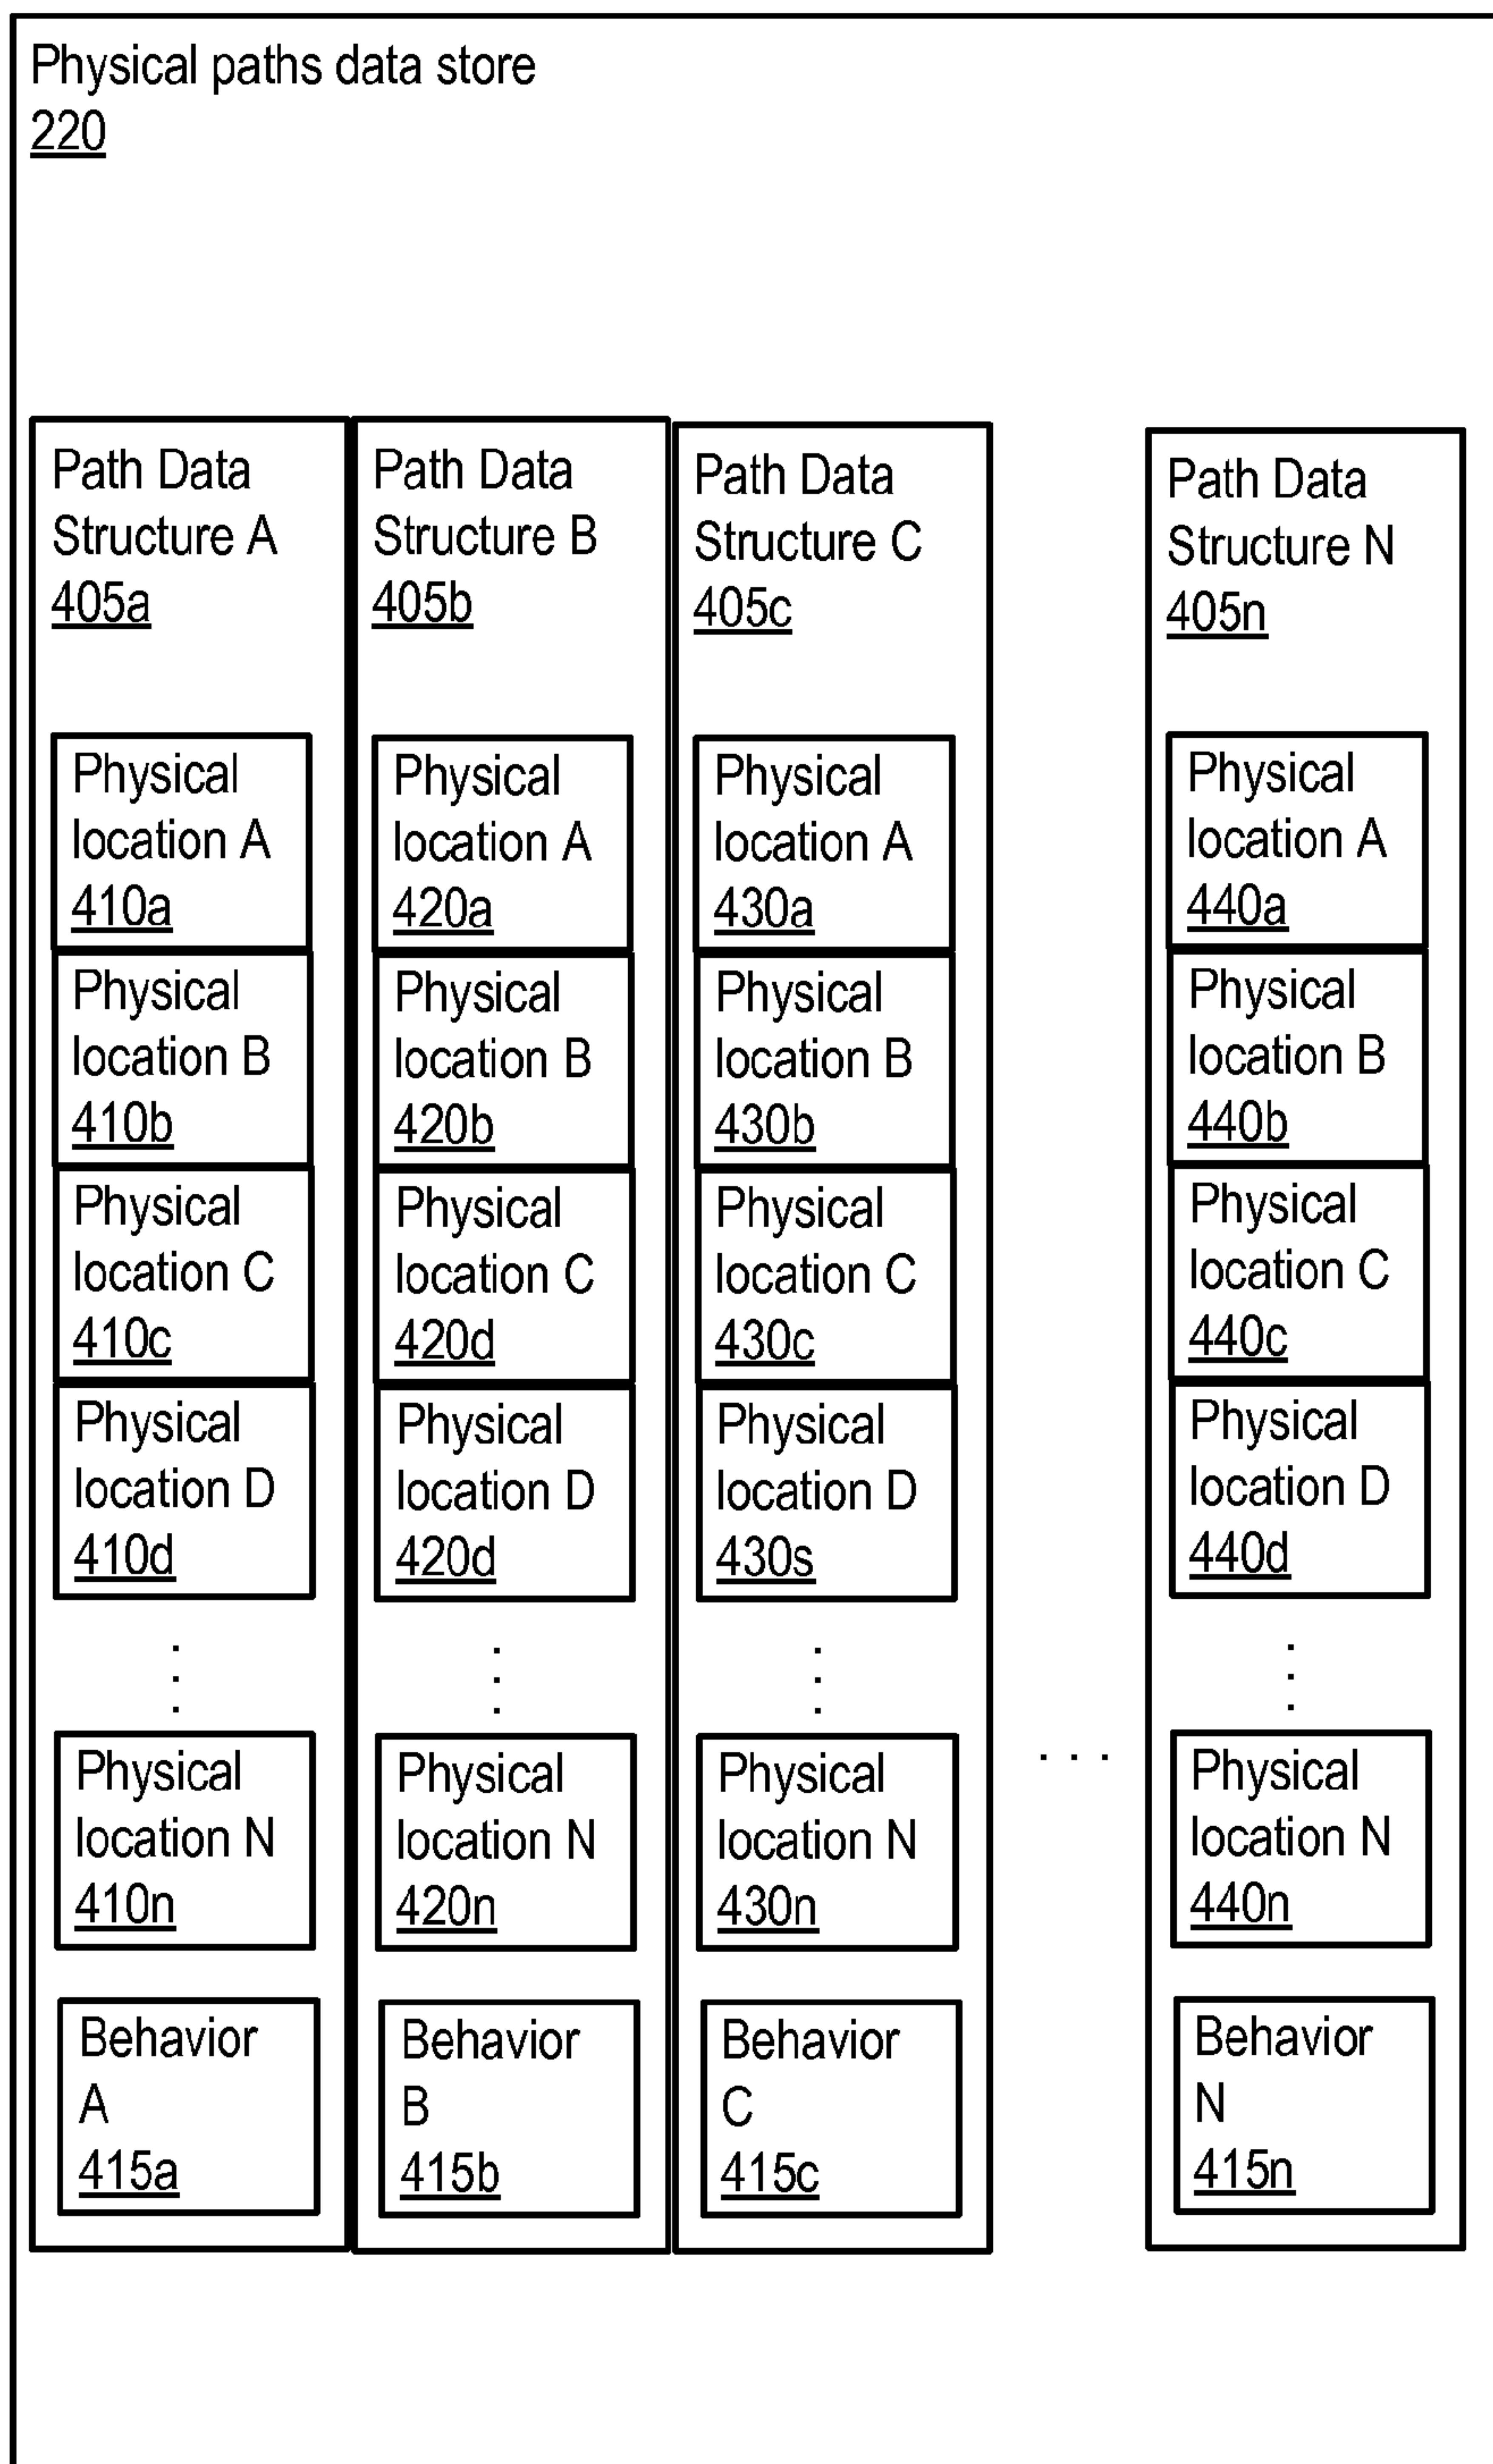 Physical paths data store
220
Path Data
Structure A
405a
Physical
location A
410a
Physical
location B
410b
Physical
location C
410c
Physical
location D
410d
Physical
location N
410n
Behavior
A
415a
Path Data
Structure B
405b
Physical
location A
420a
Physical
location B
420b
Physical
location C
420d
Physical
location D
420d
Physical
location N
420n
Behavior
B
415b
Path Data
Structure C
405c
Physical
location A
430a
Physical
location B
430b
Physical
location C
430c
Physical
location D
430s
Physical
location N
430n
Behavior
C
415c
. . .
Path Data
Structure N
405n
Physical
location A
440a
Physical
location B
440b
Physical
location C
440c
Physical
location D
440d
Physical
location N
440n
Behavior
N
415n